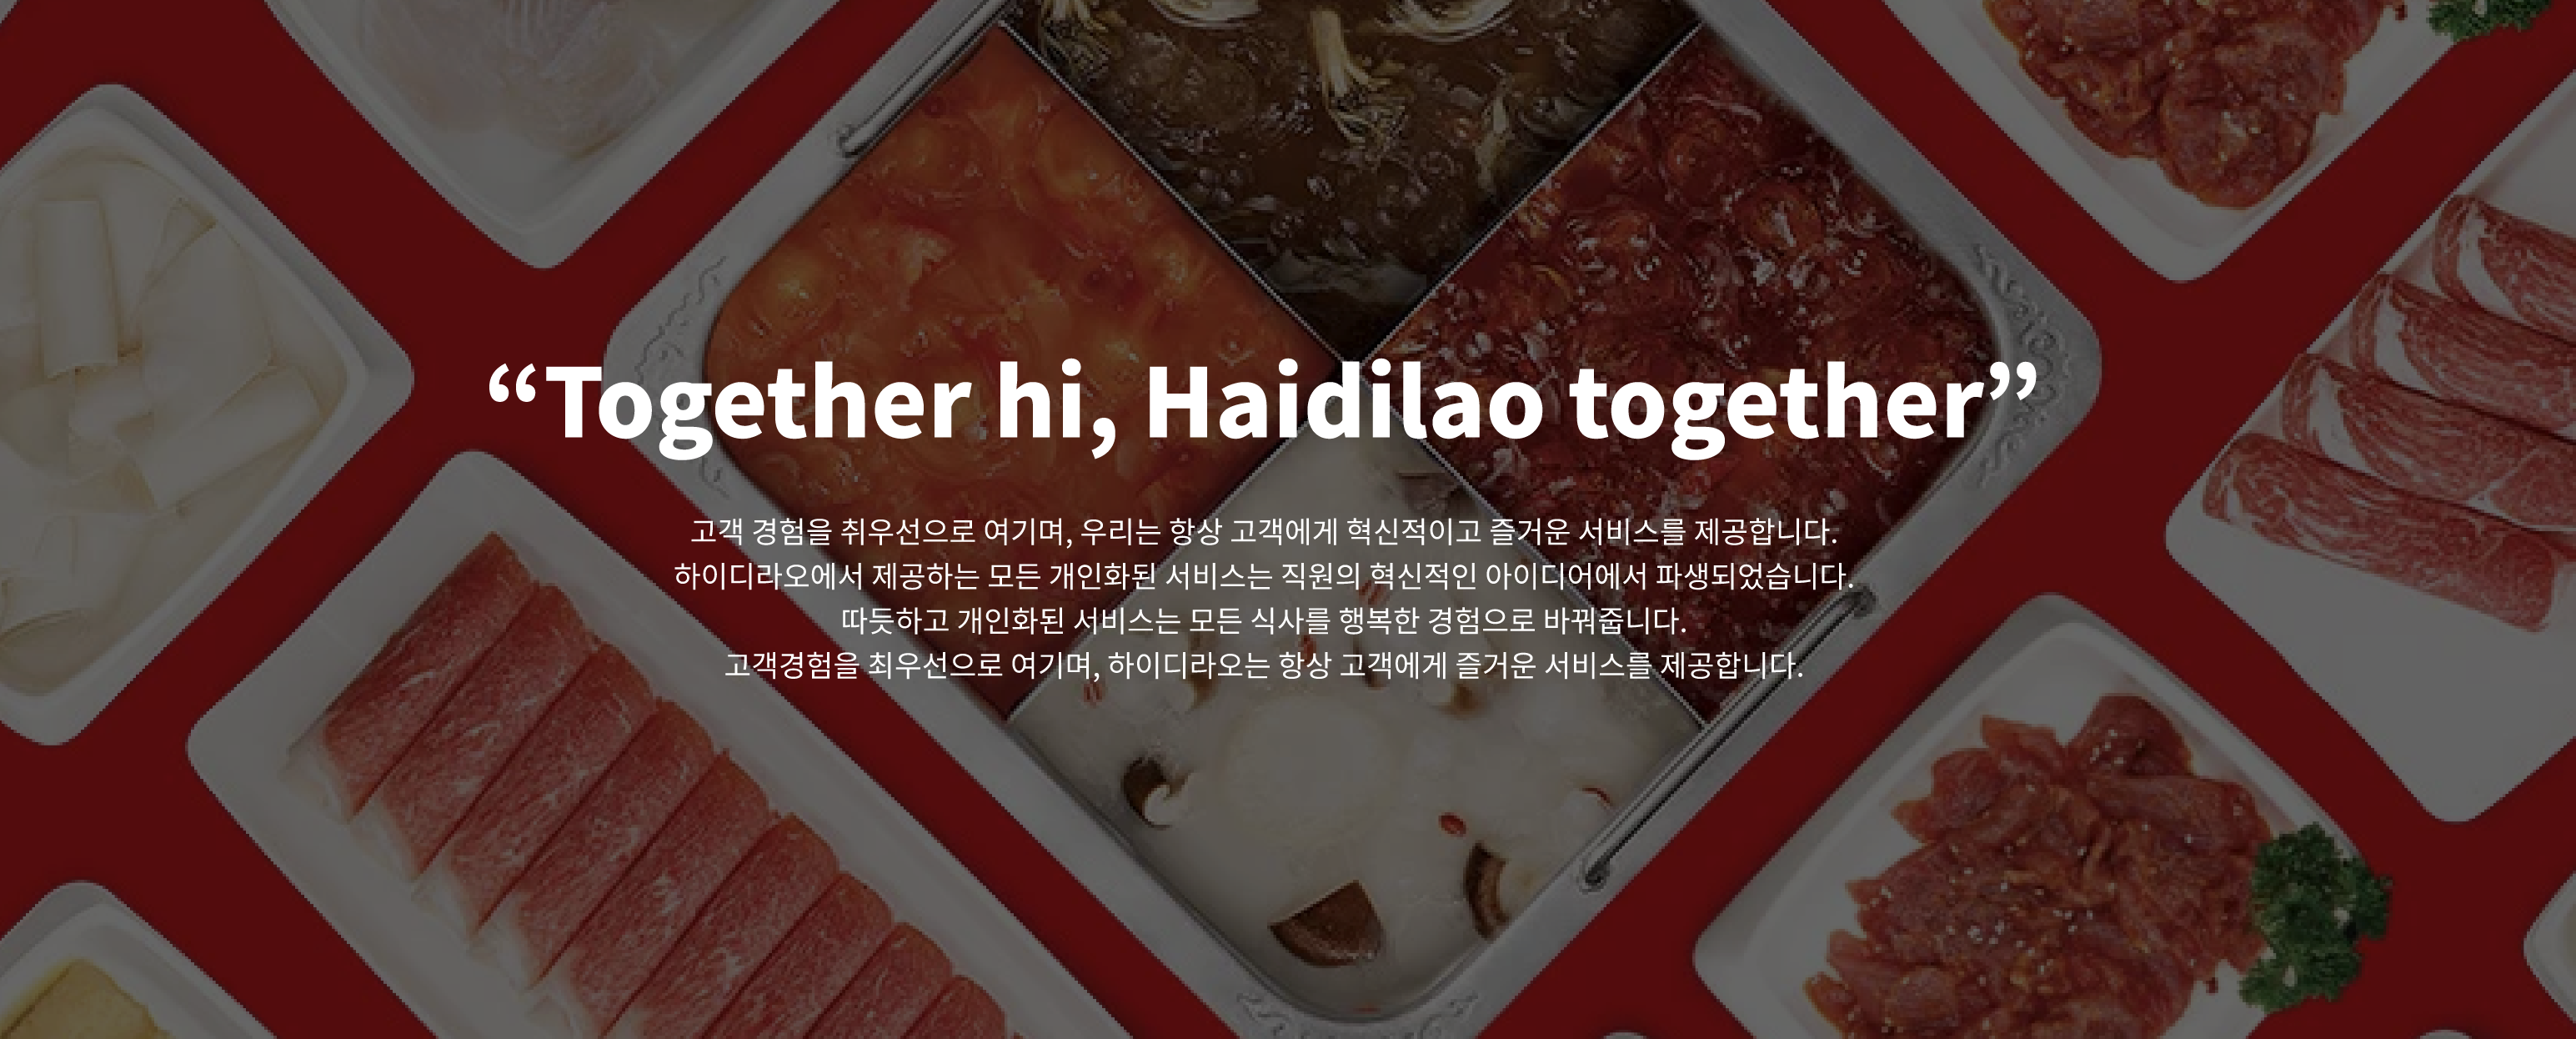 “Together hi, Haidilao together”
고객 경험을 취우선으로 여기며, 우리는 항상 고객에게 혁신적이고 즐거운 서비스를 제공합니다.
하이디라오에서 제공하는 모든 개인화된 서비스는 직원의 혁신적인 아이디어에서 파생되었습니다.
따듯하고 개인화된 서비스는 모든 식사를 행복한 경험으로 바꿔줍니다.
고객경험을 최우선으로 여기며, 하이디라오는 항상 고객에게 즐거운 서비스를 제공합니다.